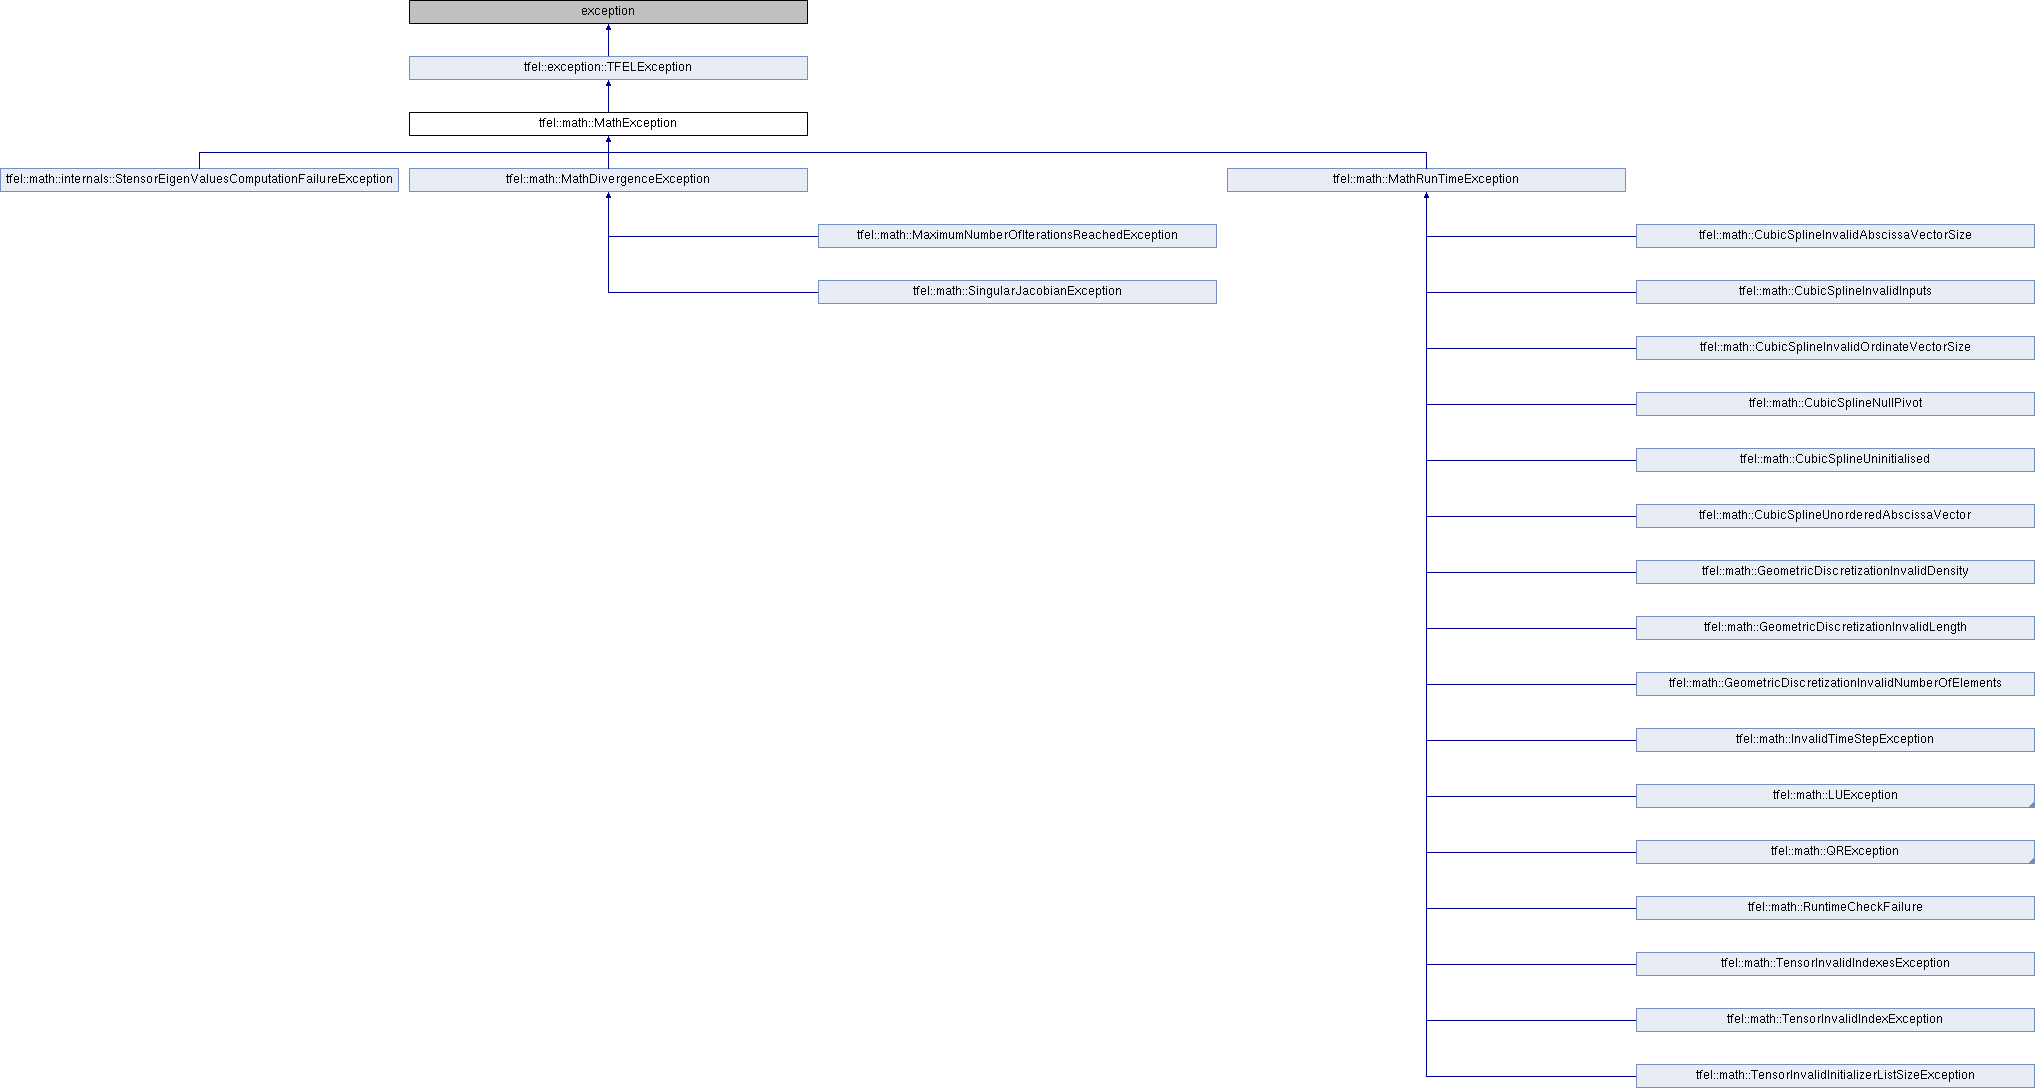 exception
tfel::exception::TFELException
tfel::math::MathException
tfel::math::internals::StensorEigenValuesComputationFailureException
tfel::math::MathDivergenceException
tfel::math::MathRunTimeException
tfel::math::MaximumNumberOfIterationsReachedException
tfel::math::CubicSplineInvalidAbscissaVectorSize
tfel::math::SingularJacobianException
tfel::math::CubicSplineInvalidInputs
tfel::math::CubicSplineInvalidOrdinateVectorSize
tfel::math::CubicSplineNullPivot
tfel::math::CubicSplineUninitialised
tfel::math::CubicSplineUnorderedAbscissaVector
tfel::math::GeometricDiscretizationInvalidDensity
tfel::math::GeometricDiscretizationInvalidLength
tfel::math::GeometricDiscretizationInvalidNumberOfElements
tfel::math::InvalidTimeStepException
tfel::math::LUException
tfel::math::QRException
tfel::math::RuntimeCheckFailure
tfel::math::TensorInvalidIndexesException
tfel::math::TensorInvalidIndexException
tfel::math::TensorInvalidInitializerListSizeException